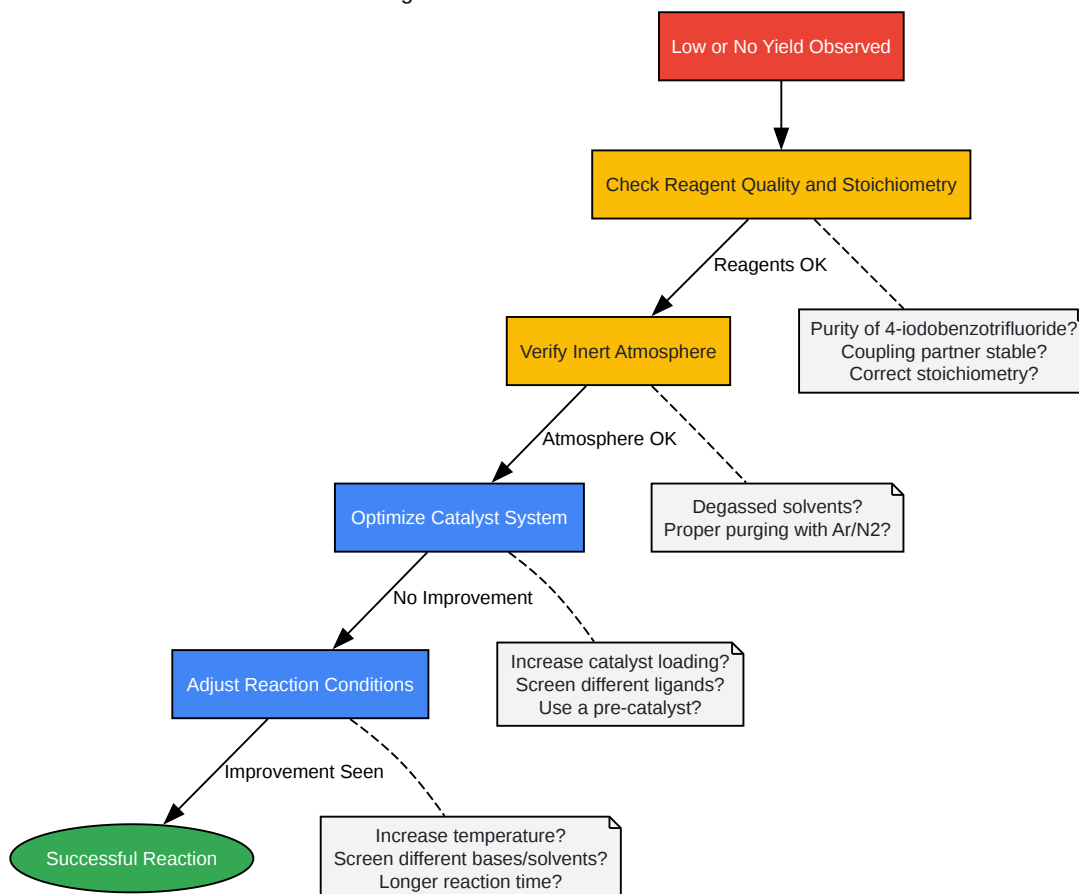 Low or No Yield Observed
Check Reagent Quality and Stoichiometry
Reagents OK
Purity of 4-iodobenzotrifluoride?
Coupling partner stable?
Correct stoichiometry?
Verify Inert Atmosphere
Atmosphere OK
Degassed solvents?
Proper purging with Ar/N2?
Optimize Catalyst System
No Improvement
Increase catalyst loading?
Screen different ligands?
Use a pre-catalyst?
Adjust Reaction Conditions
Improvement Seen
Increase temperature?
Screen different bases/solvents?
Longer reaction time?
Successful Reaction